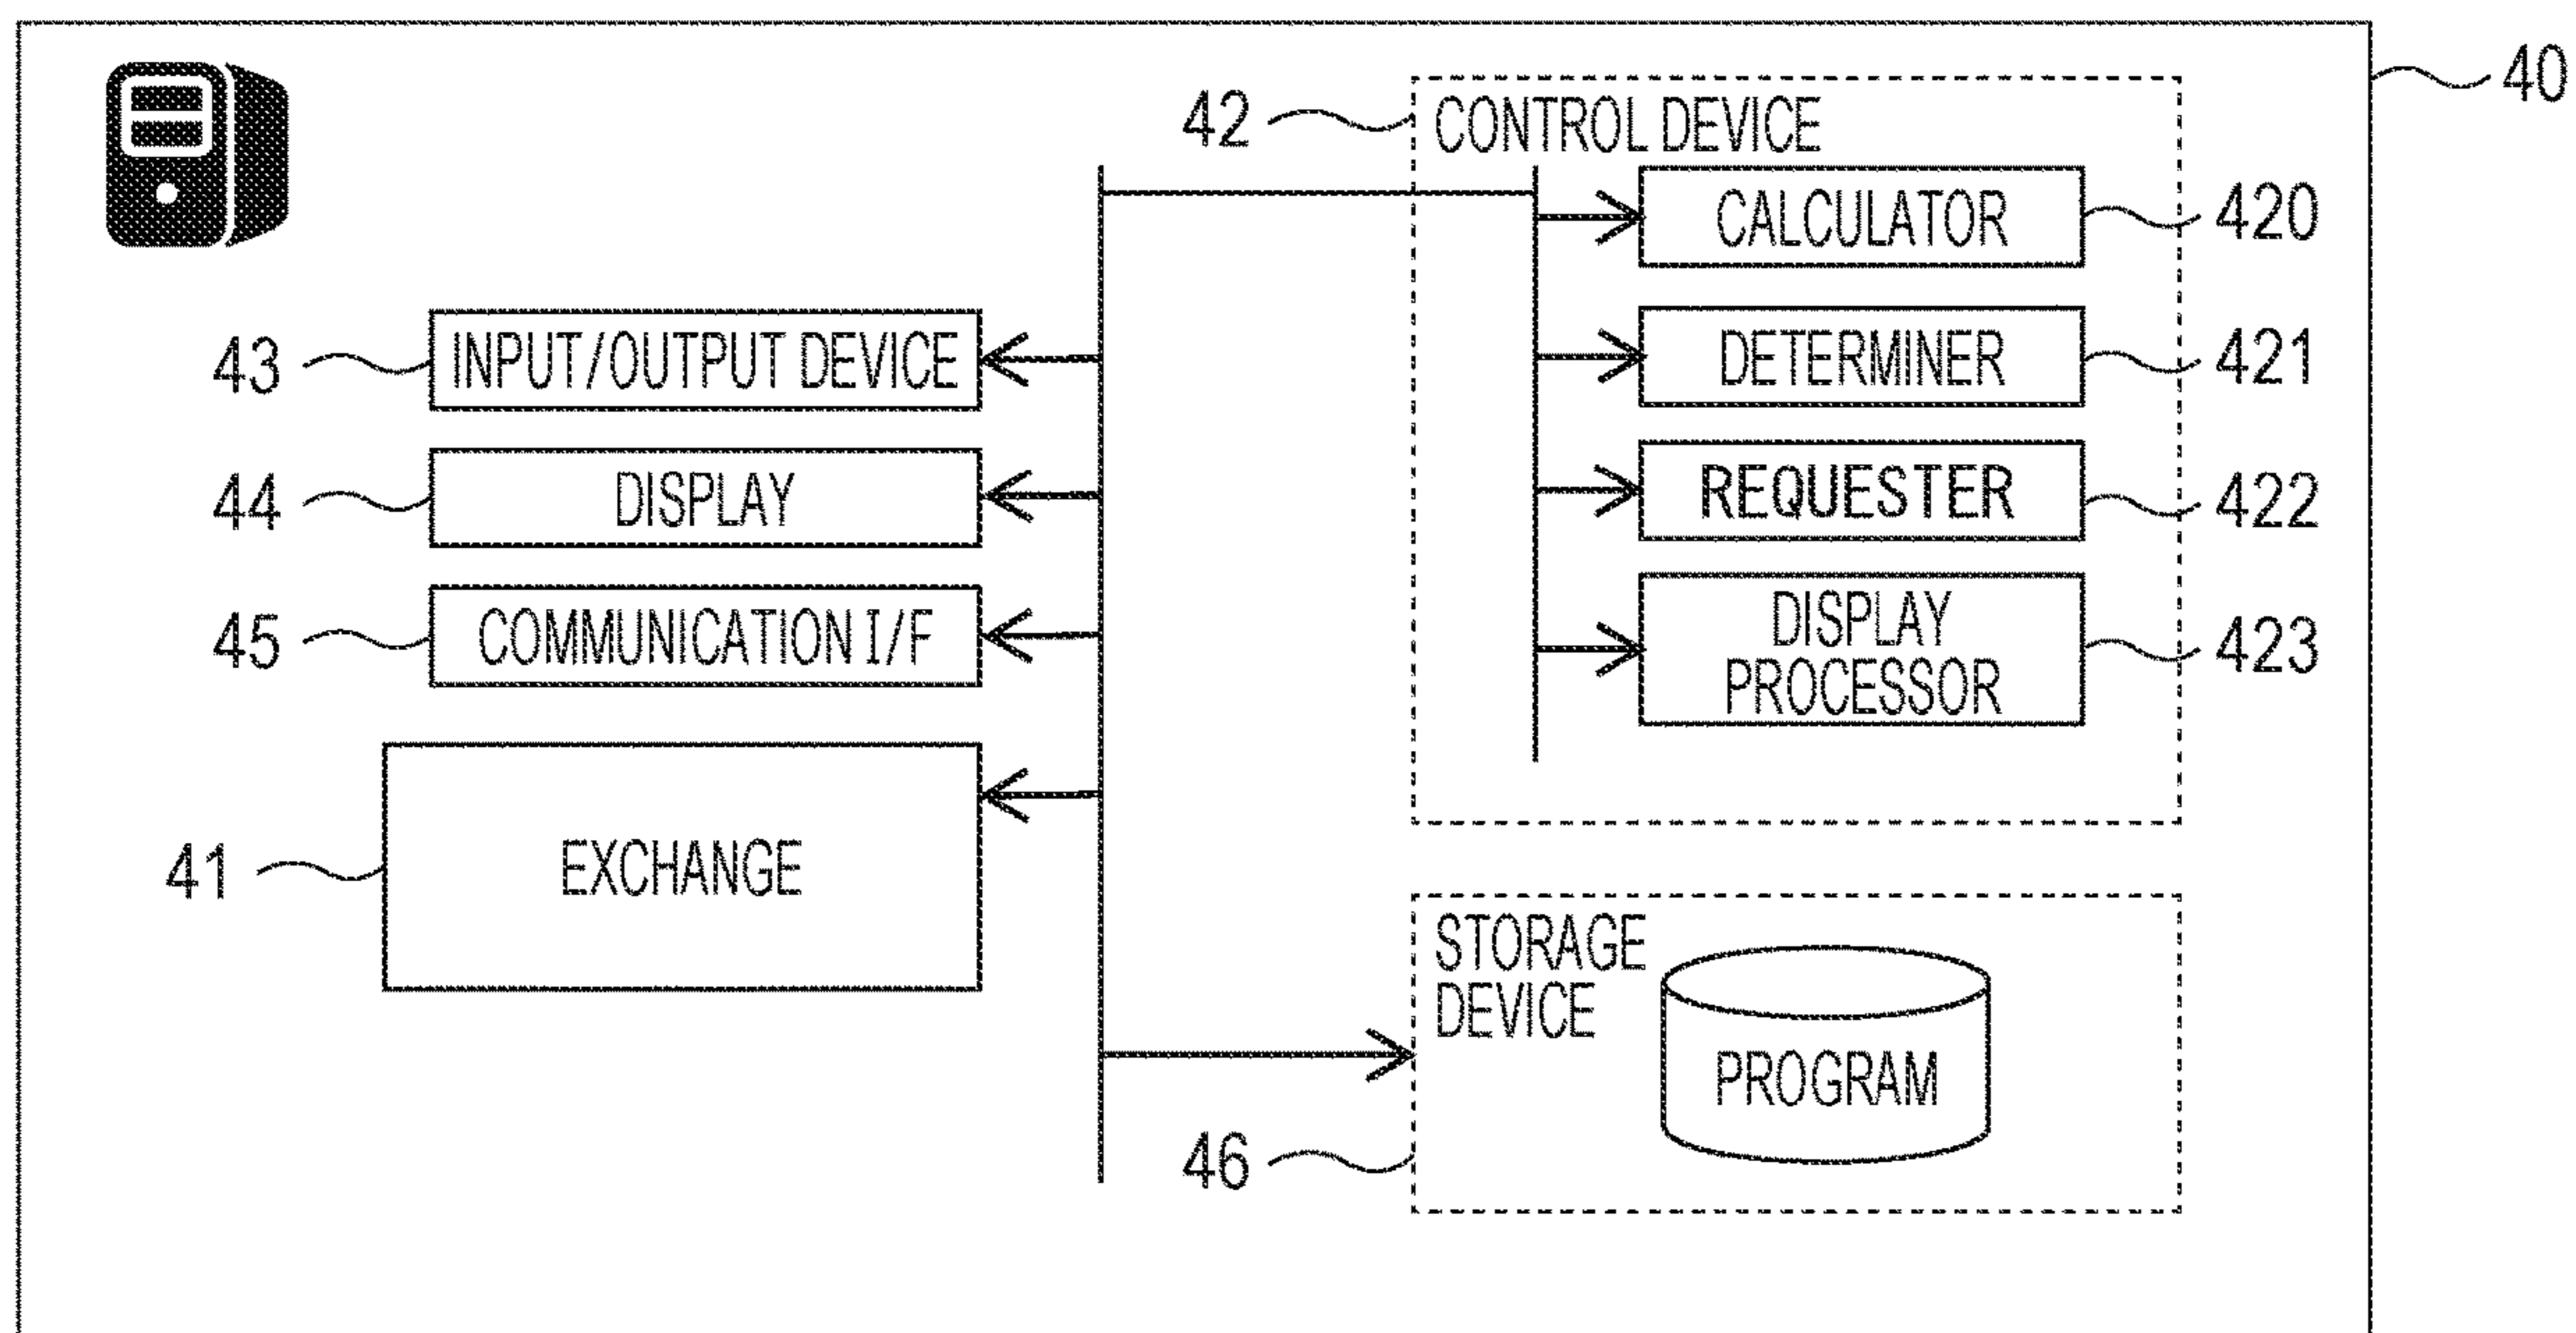 40
42
CONTROL DEVICE
CALCULATOR
420
43
INPUT/OUTPUT DEVICE
DETERMINER
421
44
DISPLAY
REQUESTER
422
45
COMMUNICATION I/F
DISPLAY
PROCESSOR
423
41
EXCHANGE
STORAGE
DEVICE
PROGRAM
46